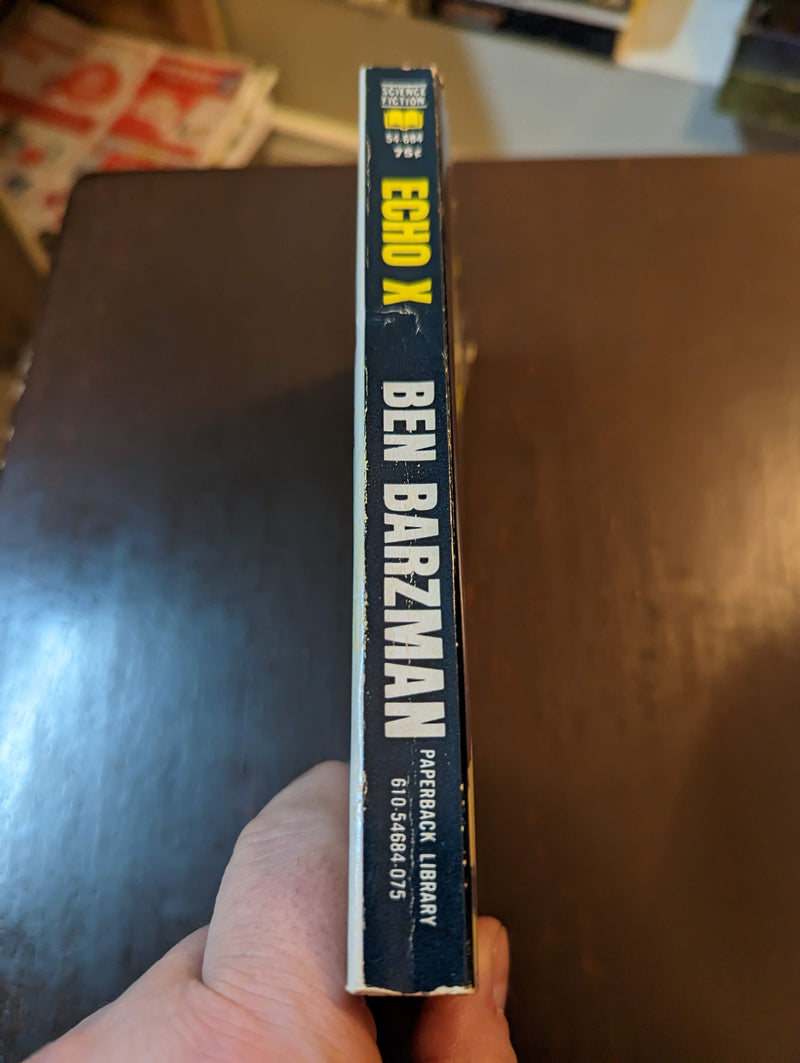 SCIENCE
FICTION
54-684
75¢
ECHO X
BEN BARZMAN
PAPERBACK LIBRARY
610-54684-075